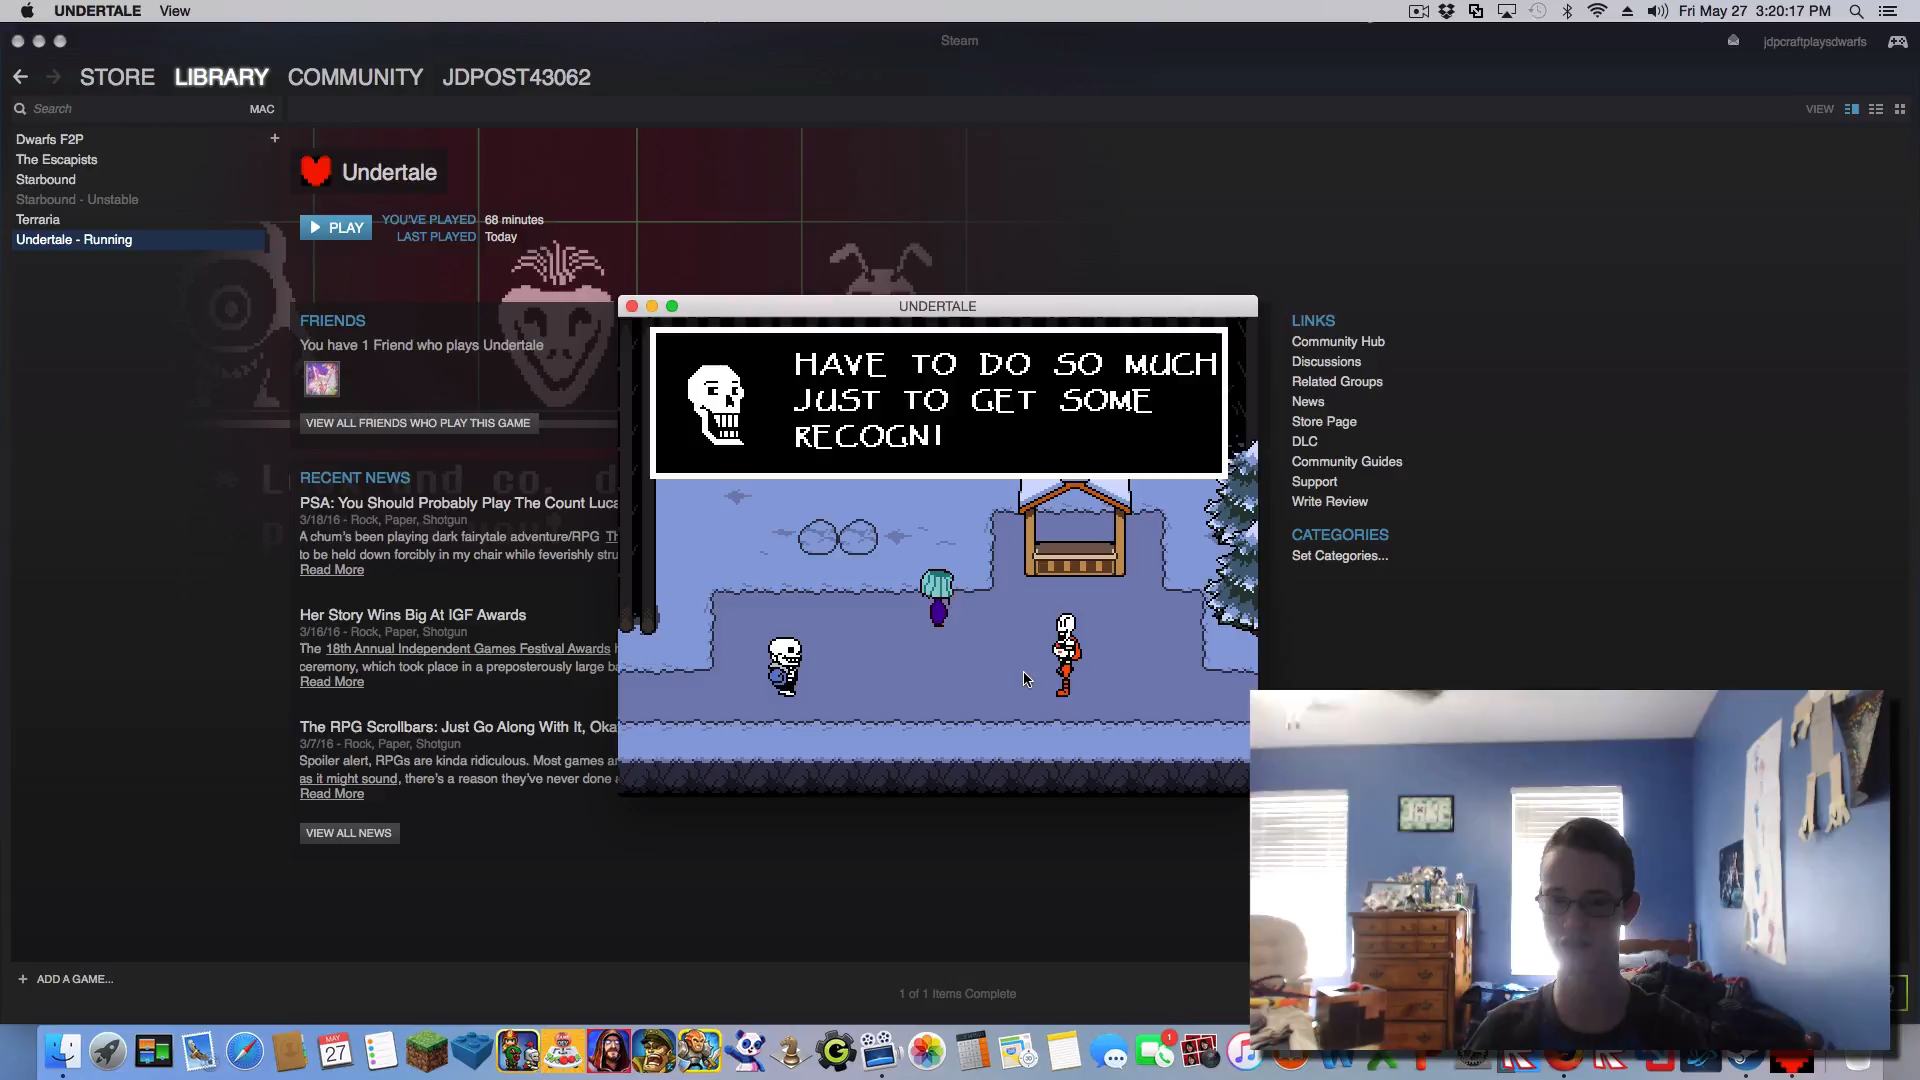 UNDERTALE View
Fri May 27 3:20:17 PM
Steam
jdpcraftplaysdwarfs
STORE LIBRARY COMMUNITY JDPOST43062
Search MAC
VIEW
Dwarfs F2P +
The Escapists
Starbound
Starbound - Unstable
Terraria
Undertale - Running
Undertale
PLAY
YOU'VE PLAYED 68 minutes
LAST PLAYED Today
FRIENDS
You have 1 Friend who plays Undertale
VIEW ALL FRIENDS WHO PLAY THIS GAME
RECENT NEWS
PSA: You Should Probably Play The Count Luca
3/18/16 - Rock, Paper, Shotgun
A chum's been playing dark fairytale adventure/RPG Th
to be held down forcibly in my chair while feverishly stru
Read More
Her Story Wins Big At IGF Awards
3/16/16 - Rock, Paper, Shotgun
The 18th Annual Independent Games Festival Awards h
ceremony, which took place in a preposterously large ba
Read More
The RPG Scrollbars: Just Go Along With It, Oka
3/7/16 - Rock, Paper, Shotgun
Spoiler alert, RPGs are kinda ridiculous. Most games ar
as it might sound, there's a reason they've never done a
Read More
VIEW ALL NEWS
UNDERTALE
HAVE TO DO SO MUCH
JUST TO GET SOME
RECOGNI
LINKS
Community Hub
Discussions
Related Groups
News
Store Page
DLC
Community Guides
Support
Write Review
CATEGORIES
Set Categories...
JAKE
+ ADD A GAME...
1 of 1 Items Complete
MAY
27
1